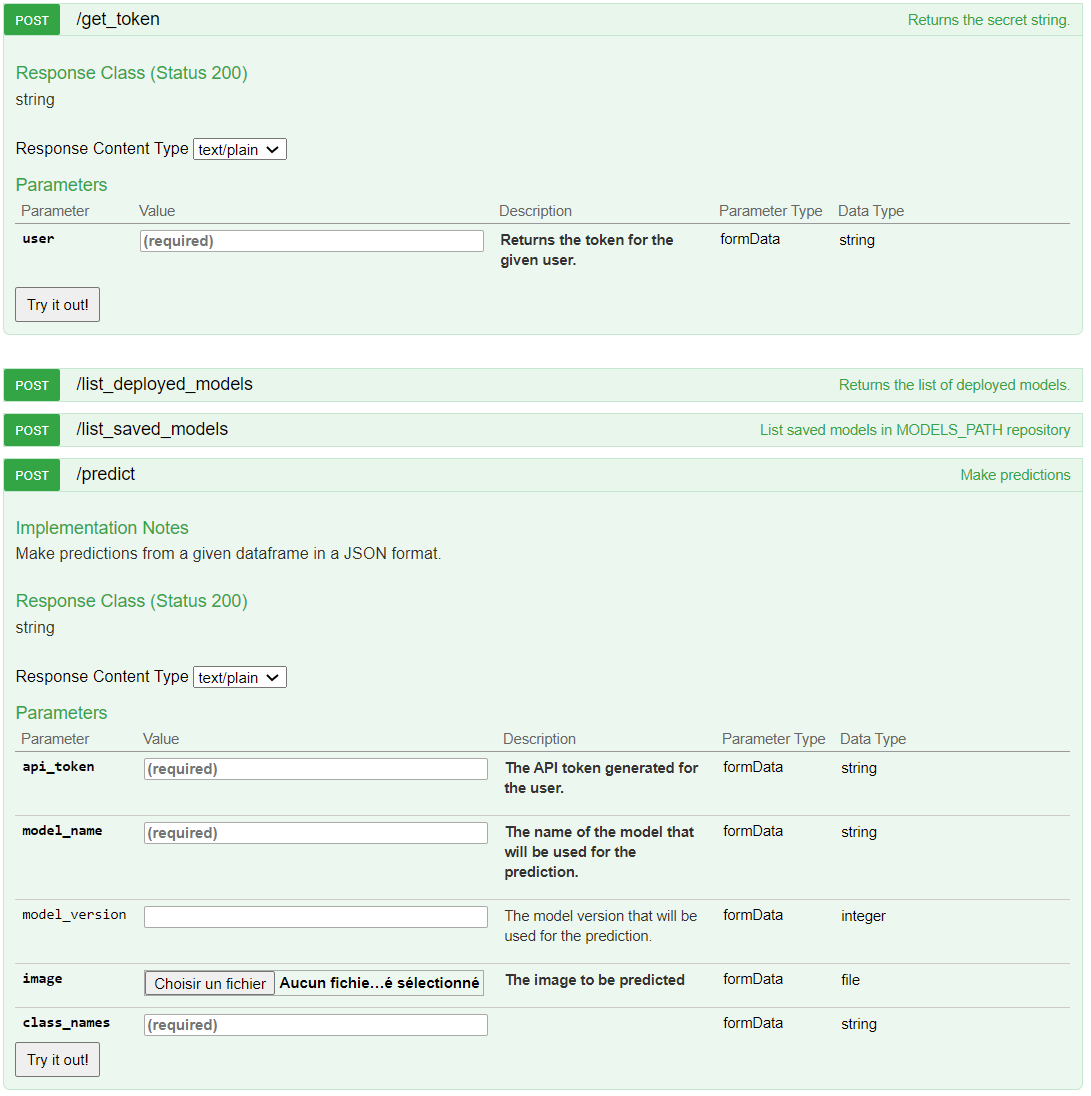 POST /get_token Returns the secret string.
Response Class (Status 200)
string
Response Content Type text/plain
Parameters
Parameter Value Description Parameter Type Data Type
user (required) Returns the token for the formData string
given user.
Try it out!
POST /list_deployed_models Returns the list of deployed models.
POST /list_saved_models List saved models in MODELS_PATH repository
POST /predict Make predictions
Implementation Notes
Make predictions from a given dataframe in a JSON format.
Response Class (Status 200)
string
Response Content Type text/plain
Parameters
Parameter Value Description Parameter Type Data Type
api_token (required) The API token generated for formData string
the user.
model_name (required) The name of the model that formData string
will be used for the
prediction.
model_version The model version that will be formData integer
used for the prediction.
image Choisir un fichier Aucun fichie…é sélectionné The image to be predicted formData file
class_names (required) formData string
Try it out!